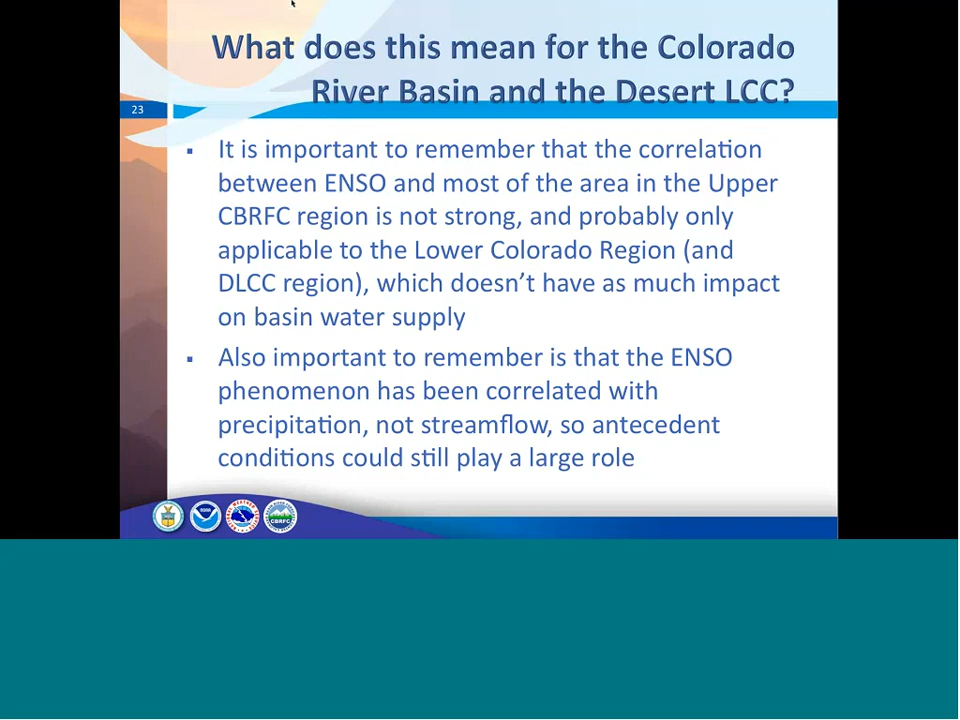 What does this mean for the Colorado
River Basin and the Desert LCC?
23
▪ It is important to remember that the correlation
between ENSO and most of the area in the Upper
CBRFC region is not strong, and probably only
applicable to the Lower Colorado Region (and
DLCC region), which doesn’t have as much impact
on basin water supply
▪ Also important to remember is that the ENSO
phenomenon has been correlated with
precipitation, not streamflow, so antecedent
conditions could still play a large role
CBRFC